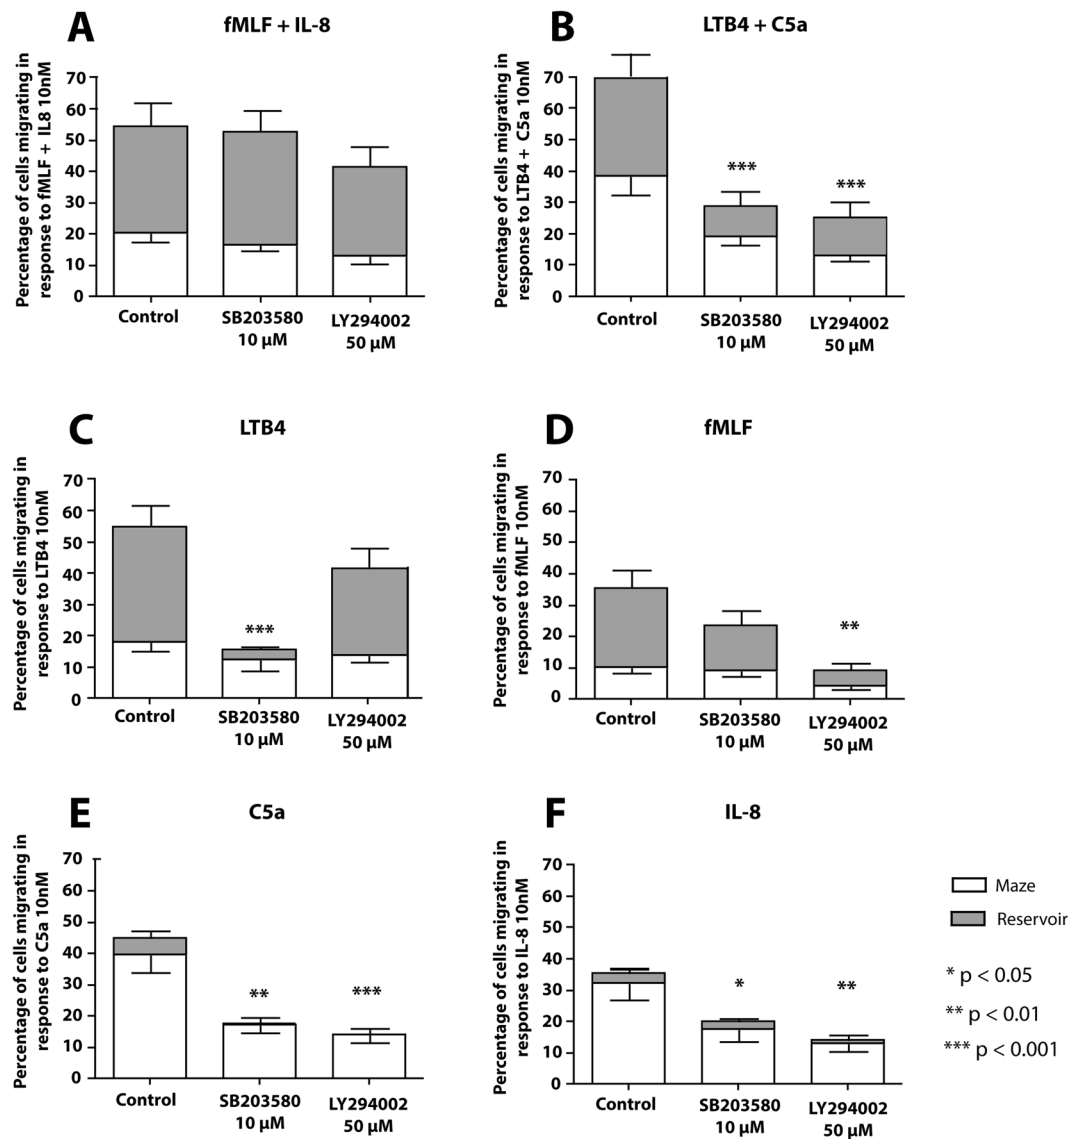 A
fMLF + IL-8
Percentage of cells migrating in
response to fMLF + IL8 10nM
70
60
50
40
30
20
10
0
Control
SB203580
10 µM
LY294002
50 µM
B
LTB4 + C5a
Percentage of cells migrating in
response to LTB4 + C5a 10nM
70
60
50
40
30
20
10
0
***
***
Control
SB203580
10 µM
LY294002
50 µM
C
LTB4
Percentage of cells migrating in
response to LTB4 10nM
70
60
50
40
30
20
10
0
***
Control
SB203580
10 µM
LY294002
50 µM
D
fMLF
Percentage of cells migrating in
response to fMLF 10nM
70
60
50
40
30
20
10
0
**
Control
SB203580
10 µM
LY294002
50 µM
E
C5a
Percentage of cells migrating in
response to C5a 10nM
70
60
50
40
30
20
10
0
**
***
Control
SB203580
10 µM
LY294002
50 µM
F
IL-8
Percentage of cells migrating in
response to IL-8 10nM
70
60
50
40
30
20
10
0
*
**
Control
SB203580
10 µM
LY294002
50 µM
Maze
Reservoir
* p < 0.05
** p < 0.01
*** p < 0.001